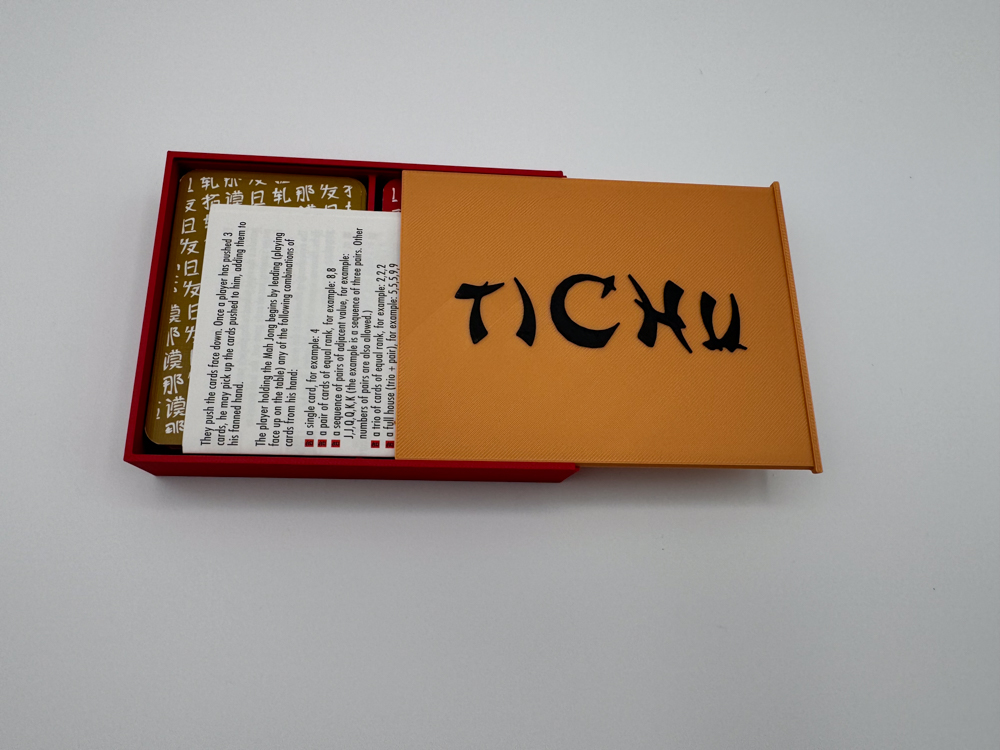 TICHU
They push the cards face down. Once a player has pushed 3
cards, he may pick up the cards pushed to him, adding them to
his fanned hand.
The player holding the Mah Jong begins by leading (playing
face up on the table) any of the following combinations of
cards from his hand:
a single card, for example: 4
a pair of cards of equal rank, for example: 8,8
a sequence of pairs of adjacent value, for example:
J,J,Q,Q,K,K (the example is a sequence of three pairs. Other
numbers of pairs are also allowed.)
a trio of cards of equal rank, for example: 2,2,2
a full house (trio + pair), for example: 5,5,5,9,9